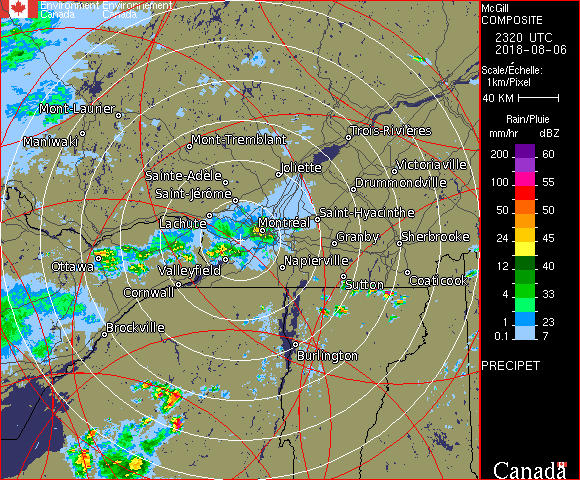 Environment Environnement
Canada Canada
Mont-Laurier
Maniwaki
Mont-Tremblant
Trois-Rivières
Joliette
Victoriaville
Sainte-Adèle
Drummondville
Saint-Jérôme
Saint-Hyacinthe
Lachute
Montréal
Granby
Sherbrooke
Ottawa
Valleyfield
Napierville
Cornwall
Sutton
Coaticook
Brockville
Burlington
McGill
COMPOSITE
2320 UTC
2018-08-06
Scale/Échelle:
1km/Pixel
40 KM
Rain/Pluie
mm/hr dBZ
200 60
100 55
50 50
24 45
12 40
4 33
1 23
0.1 7
PRECIPET
Canada